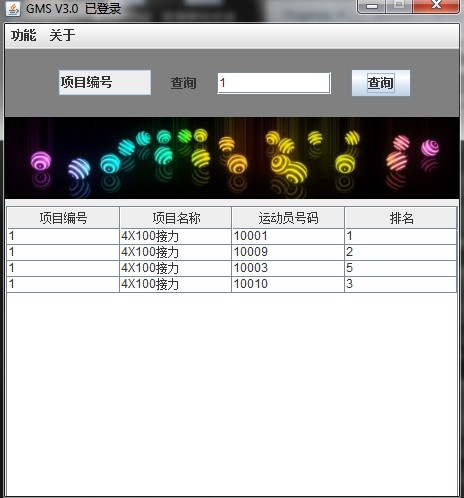 GMS V3.0 已登录
功能 关于
项目编号 查询 1 查询
项目编号 项目名称 运动员号码 排名
1 4X100接力 10001 1
1 4X100接力 10009 2
1 4X100接力 10003 5
1 4X100接力 10010 3